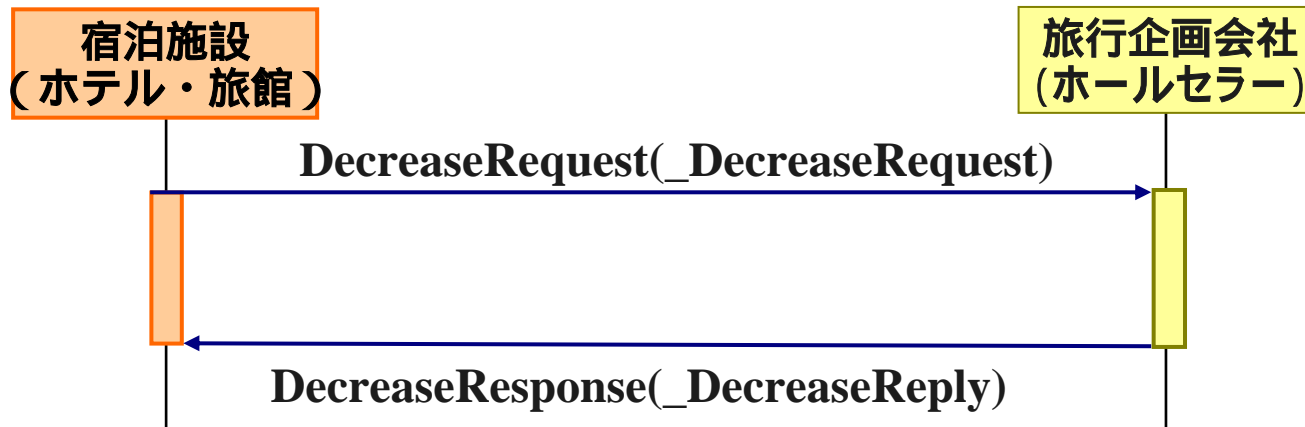 宿泊施設
(ホテル・旅館)
旅行企画会社
(ホールセラー)
DecreaseRequest(_DecreaseRequest)
DecreaseResponse(_DecreaseReply)